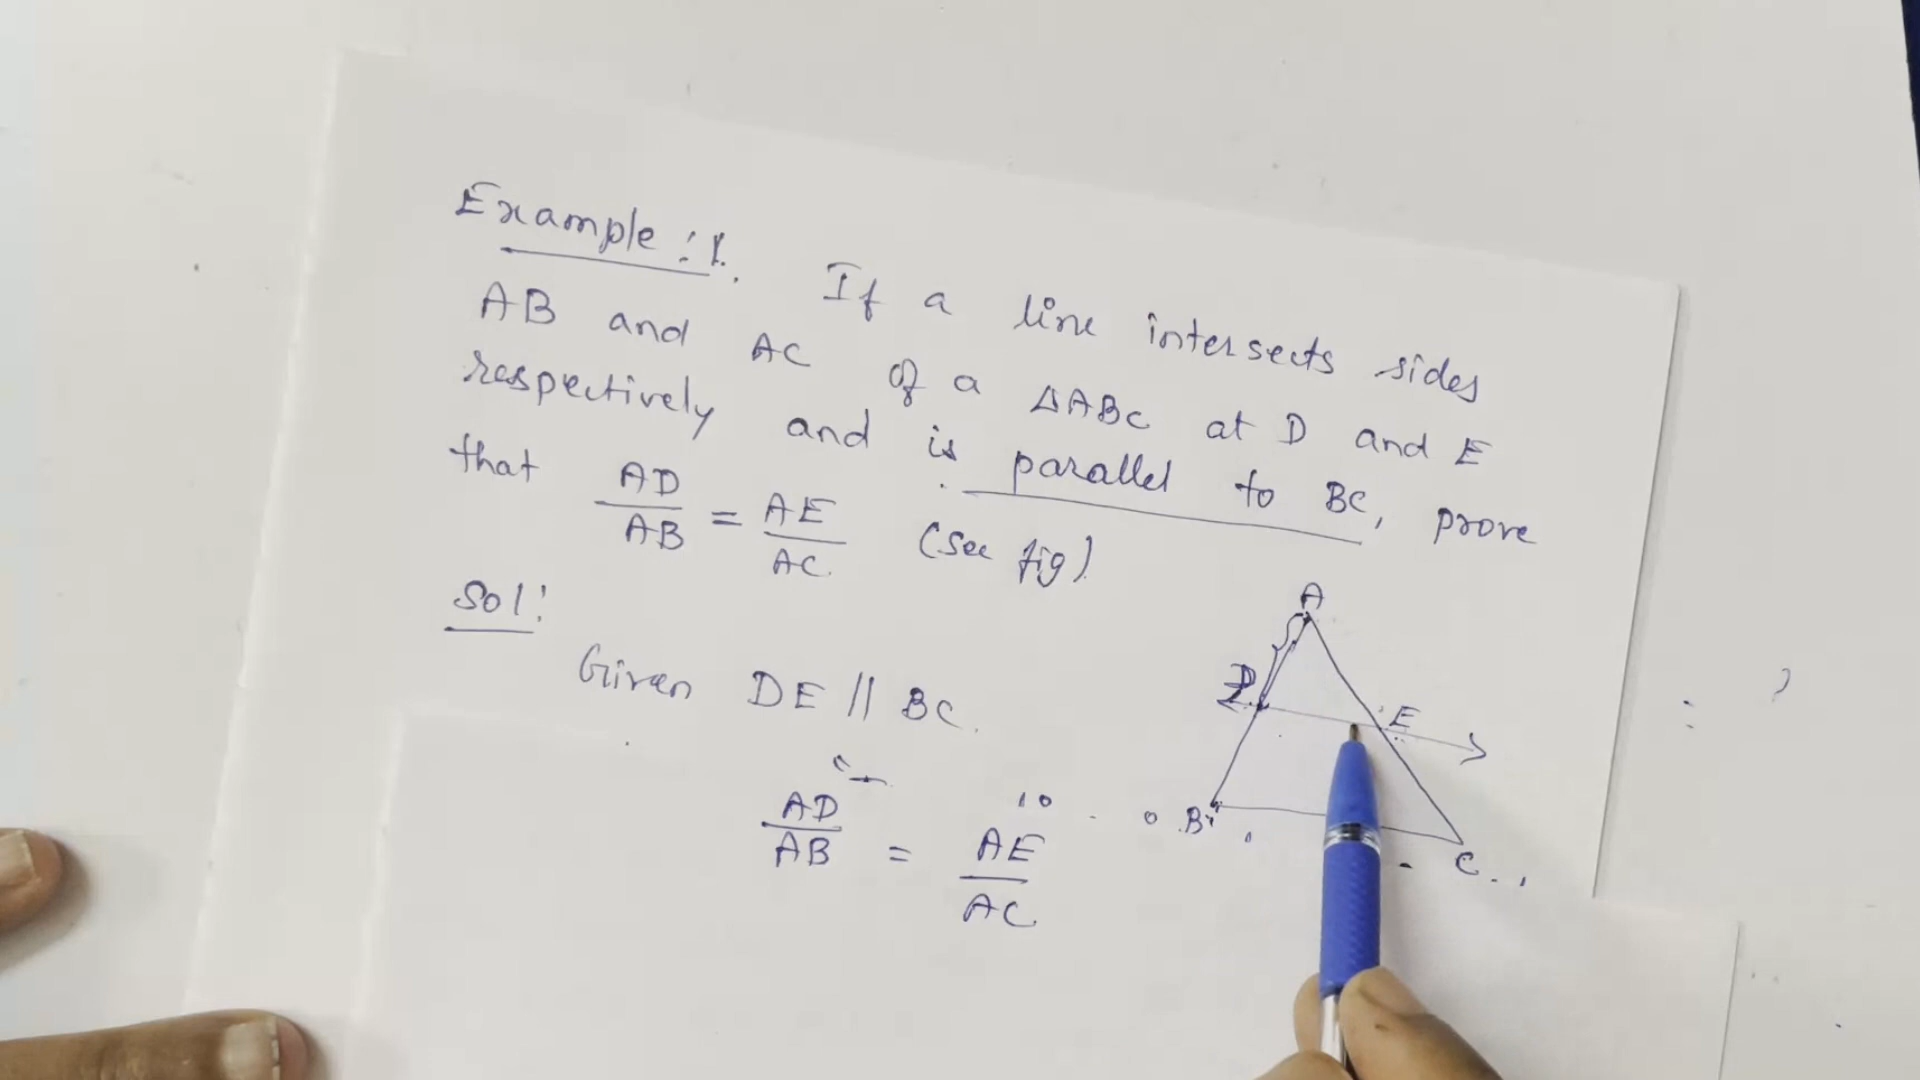 Example : 1. If a line intersects sides
AB and AC of a ΔABC at D and E
respectively and is parallel to BC, prove
that AD/AB = AE/AC (see fig)
Sol:
Given DE || BC.
AD/AB = AE/AC
A
D
E
B
C